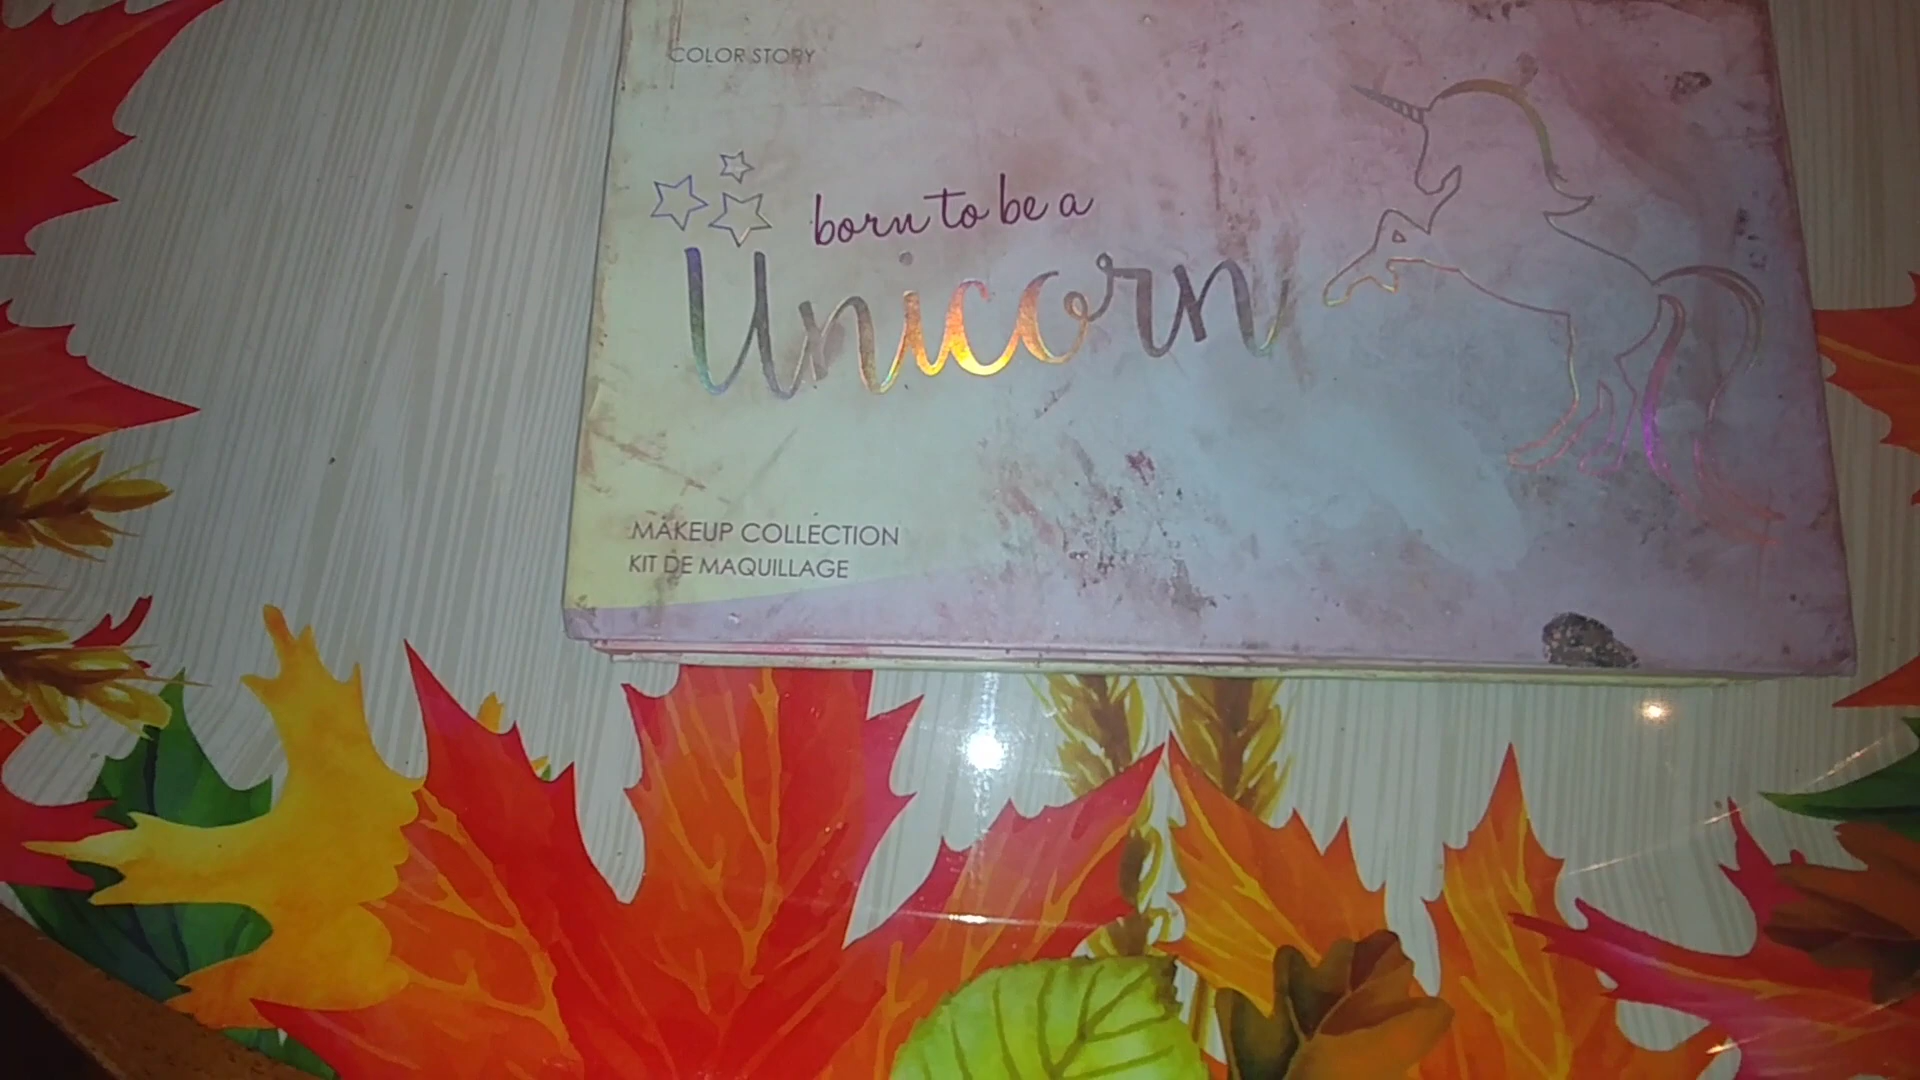 COLOR STORY
born to be a
Unicorn
MAKEUP COLLECTION
KIT DE MAQUILLAGE